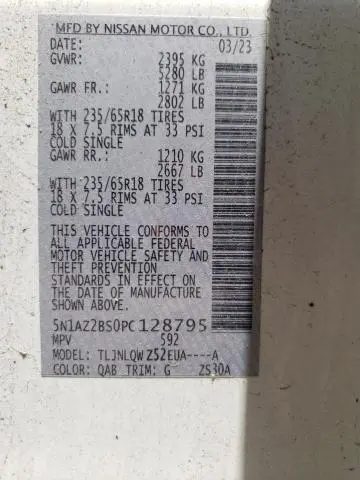 MFD BY NISSAN MOTOR CO., LTD.
DATE: 03/23
GVWR: 2395 KG
5280 LB
GAWR FR.: 1271 KG
2802 LB
WITH 235/65R18 TIRES
18 X 7.5 RIMS AT 33 PSI
COLD SINGLE
GAWR RR.: 1210 KG
2667 LB
WITH 235/65R18 TIRES
18 X 7.5 RIMS AT 33 PSI
COLD SINGLE
THIS VEHICLE CONFORMS TO
ALL APPLICABLE FEDERAL
MOTOR VEHICLE SAFETY AND
THEFT PREVENTION
STANDARDS IN EFFECT ON
THE DATE OF MANUFACTURE
SHOWN ABOVE.
5N1AZ2BS0PC128795
MPV 592
MODEL: TLJNLQW Z52EUA----A
COLOR: QAB TRIM: G ZS30A